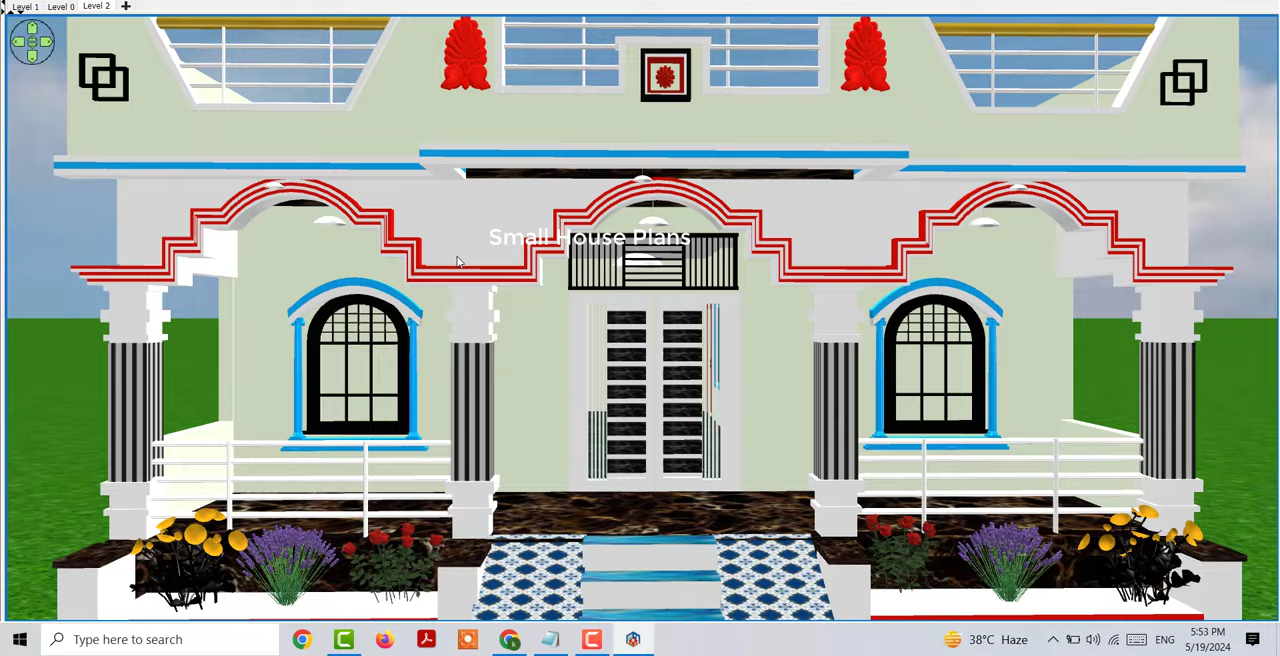 Level 1 Level 0 Level 2
Small House Plans
Type here to search
38°C Haze
ENG
5:53 PM
5/19/2024